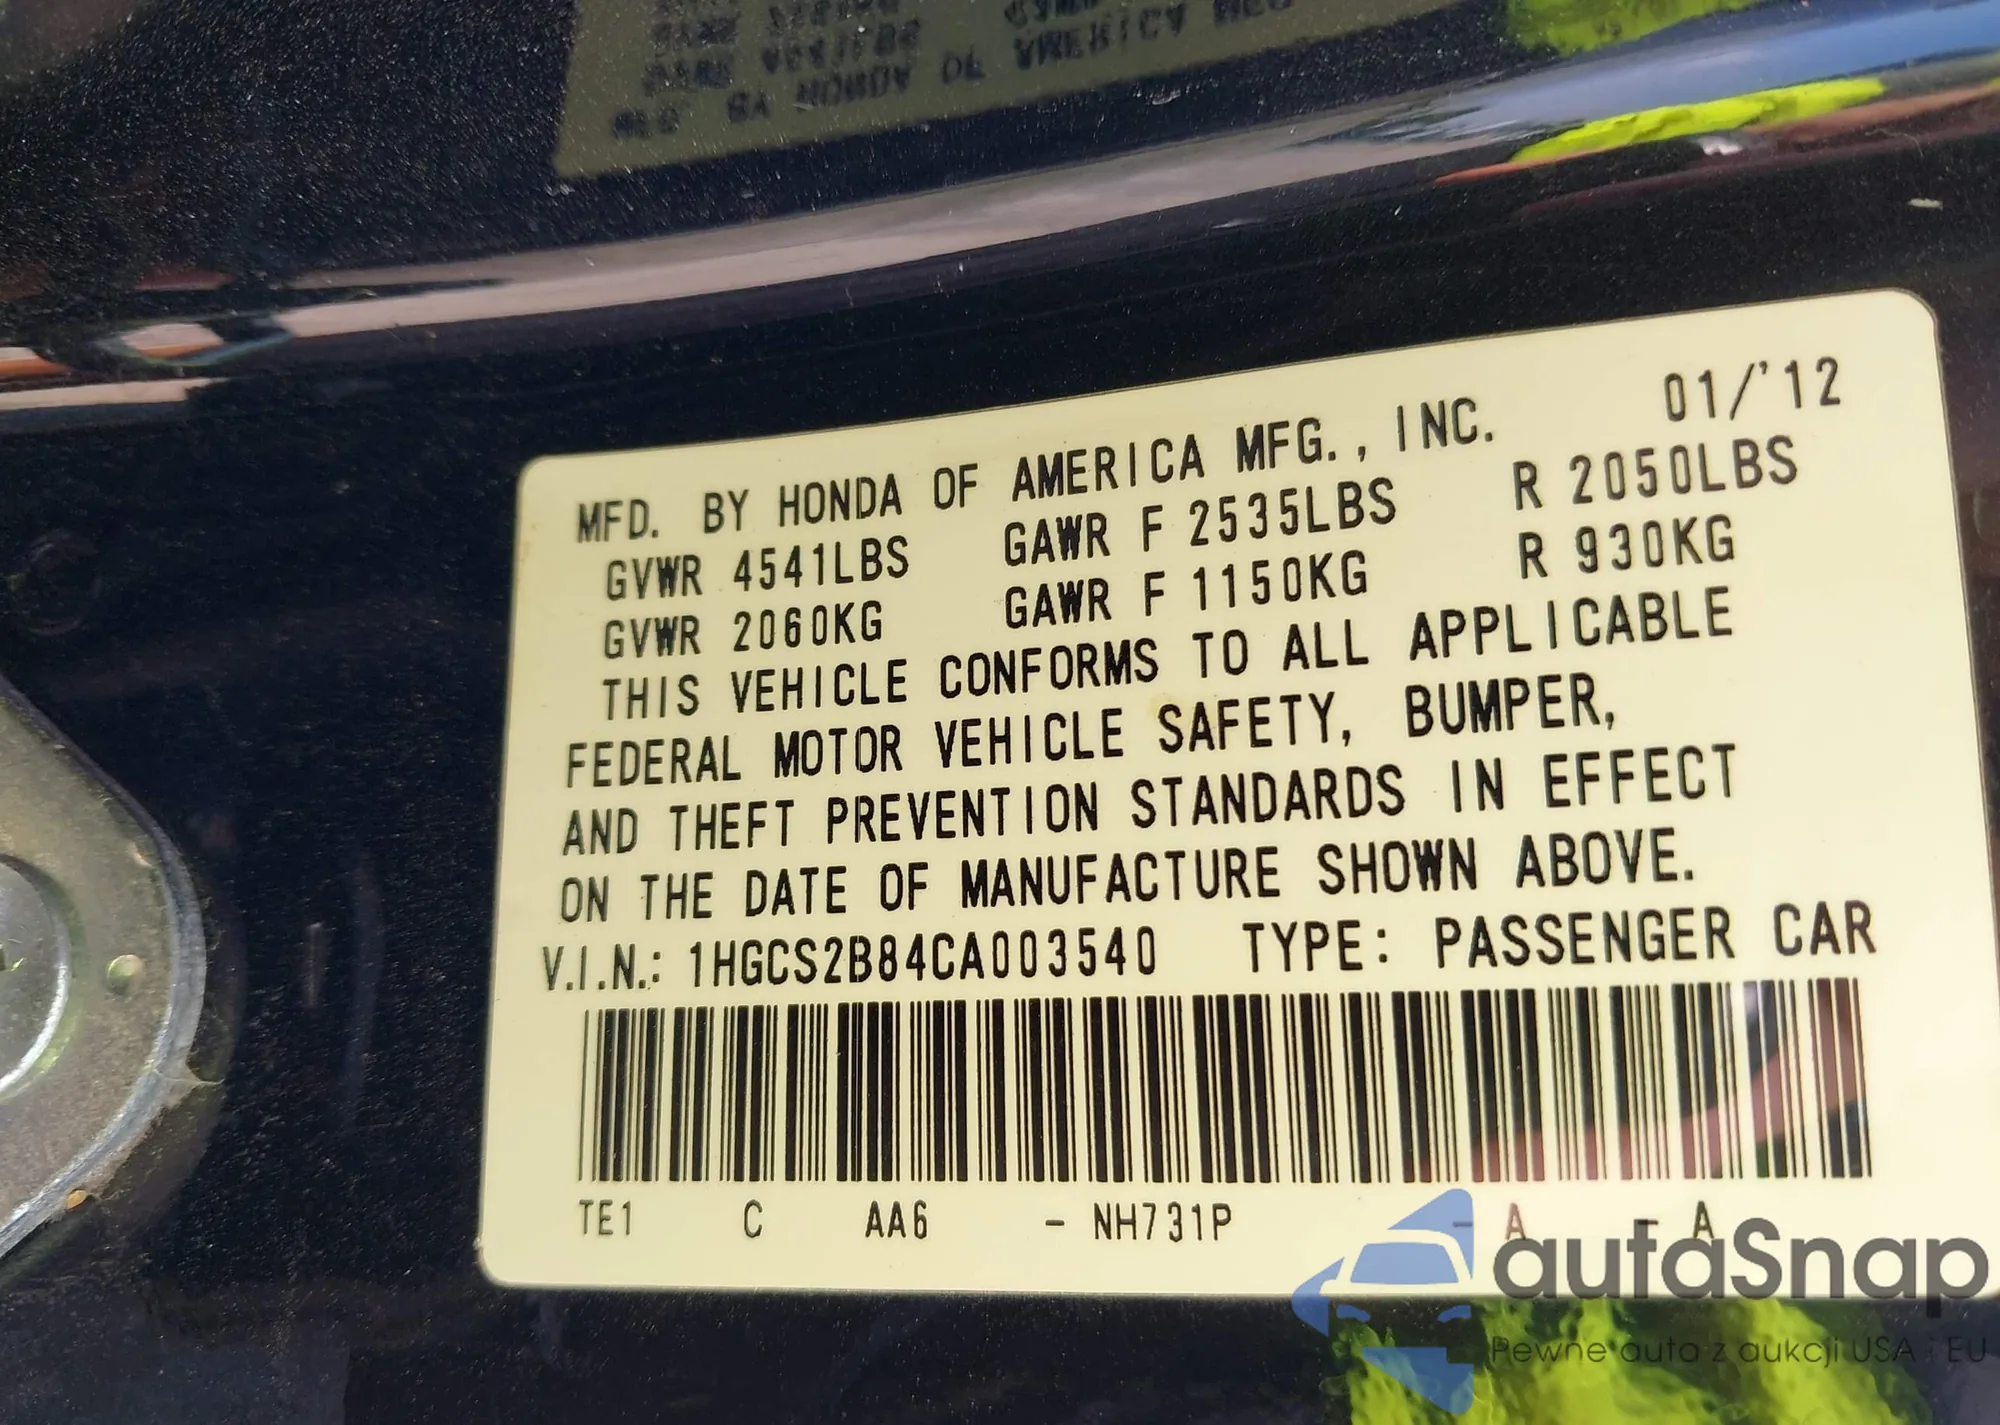 MFD. BY HONDA OF AMERICA MFG., INC. 01/'12
GVWR 4541LBS GAWR F 2535LBS R 2050LBS
GVWR 2060KG GAWR F 1150KG R 930KG
THIS VEHICLE CONFORMS TO ALL APPLICABLE
FEDERAL MOTOR VEHICLE SAFETY, BUMPER,
AND THEFT PREVENTION STANDARDS IN EFFECT
ON THE DATE OF MANUFACTURE SHOWN ABOVE.
V.I.N.: 1HGCS2B84CA003540 TYPE: PASSENGER CAR
TE1 C AA6 - NH731P - A - A
autaSnap
Pewne auta z aukcji USA i EU